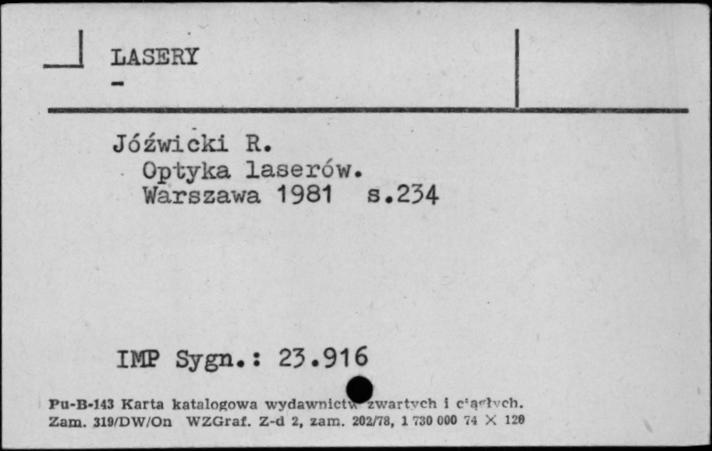 LASERY
-
Jóźwicki R.
Optyka laserów.
Warszawa 1981 s.234
IMP Sygn.: 23.916
Pu-B-143 Karta katalogowa wydawnictw zwartych i ciągłych.
Zam. 319/DW/On WZGraf. Z-d 2, zam. 202/78, 1 730 000 74 X 120